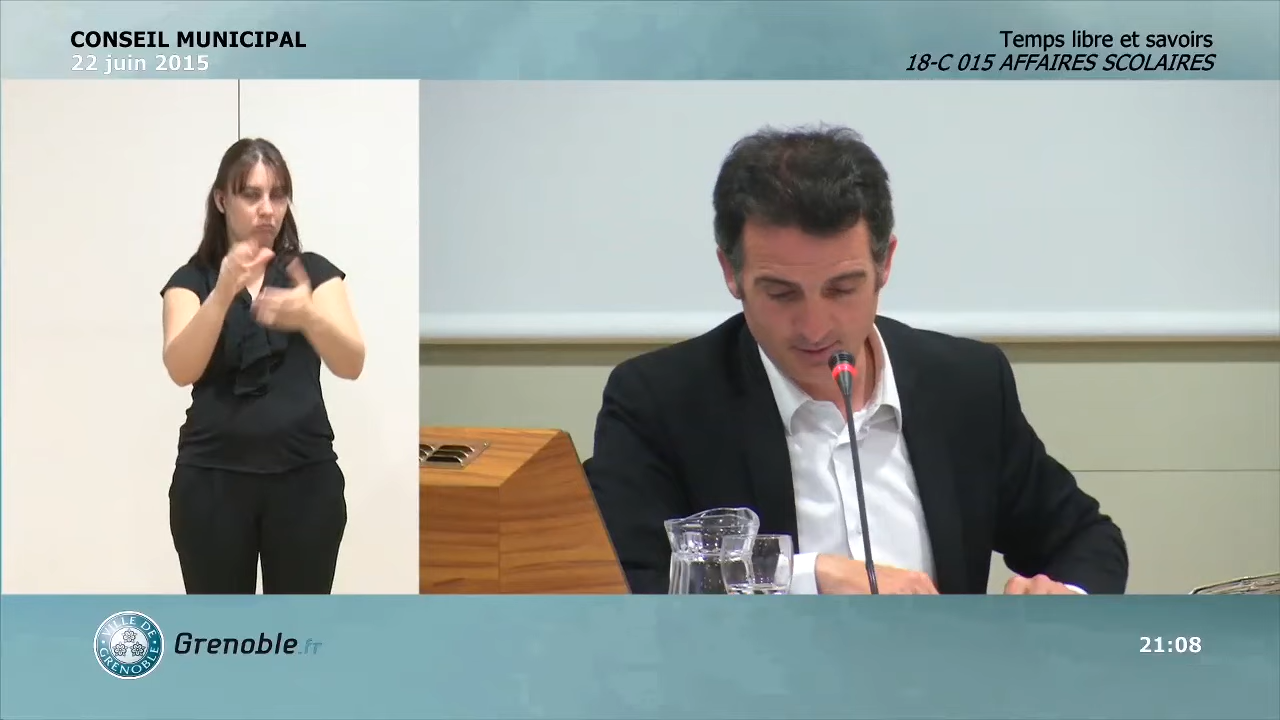 CONSEIL MUNICIPAL
22 juin 2015
Temps libre et savoirs
18-C 015 AFFAIRES SCOLAIRES
VILLE DE GRENOBLE
Grenoble.fr
21:08